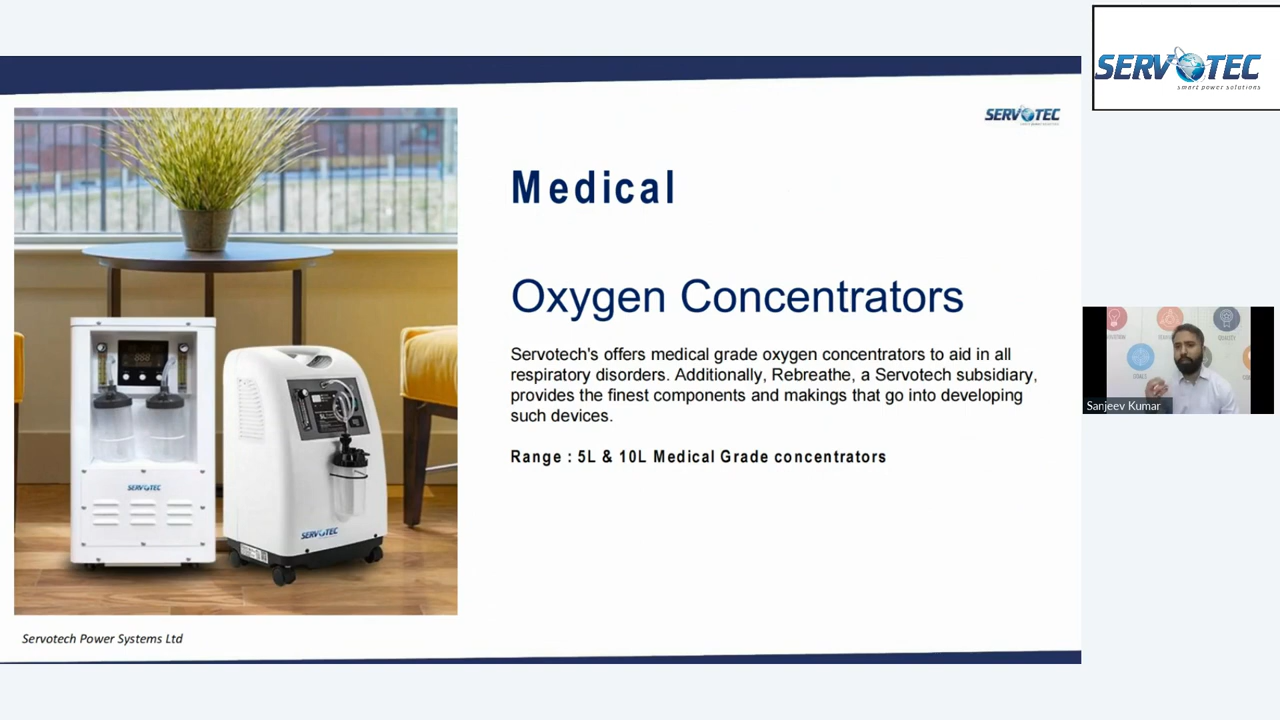 SERVOTEC
smart power solutions
SERVOTEC
Medical
Oxygen Concentrators
Servotech's offers medical grade oxygen concentrators to aid in all
respiratory disorders. Additionally, Rebreathe, a Servotech subsidiary,
provides the finest components and makings that go into developing
such devices.
Range : 5L & 10L Medical Grade concentrators
SERVOTEC
SERVOTEC
Servotech Power Systems Ltd
Sanjeev Kumar